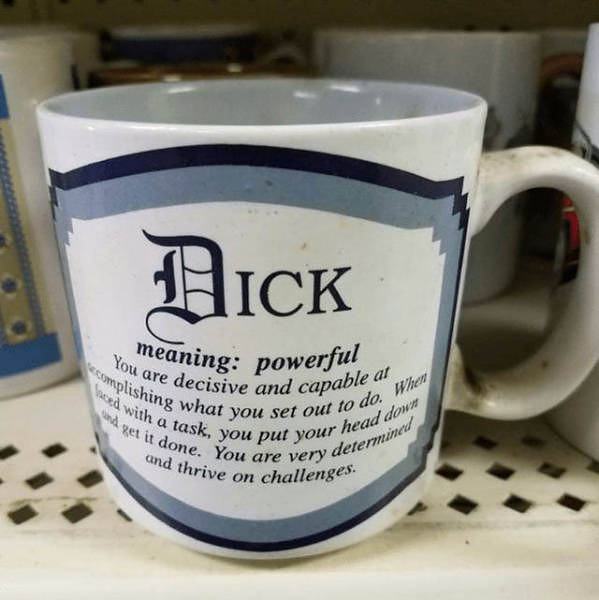 DICK
meaning: powerful
You are decisive and capable at
accomplishing what you set out to do. When
faced with a task, you put your head down
and get it done. You are very determined
and thrive on challenges.